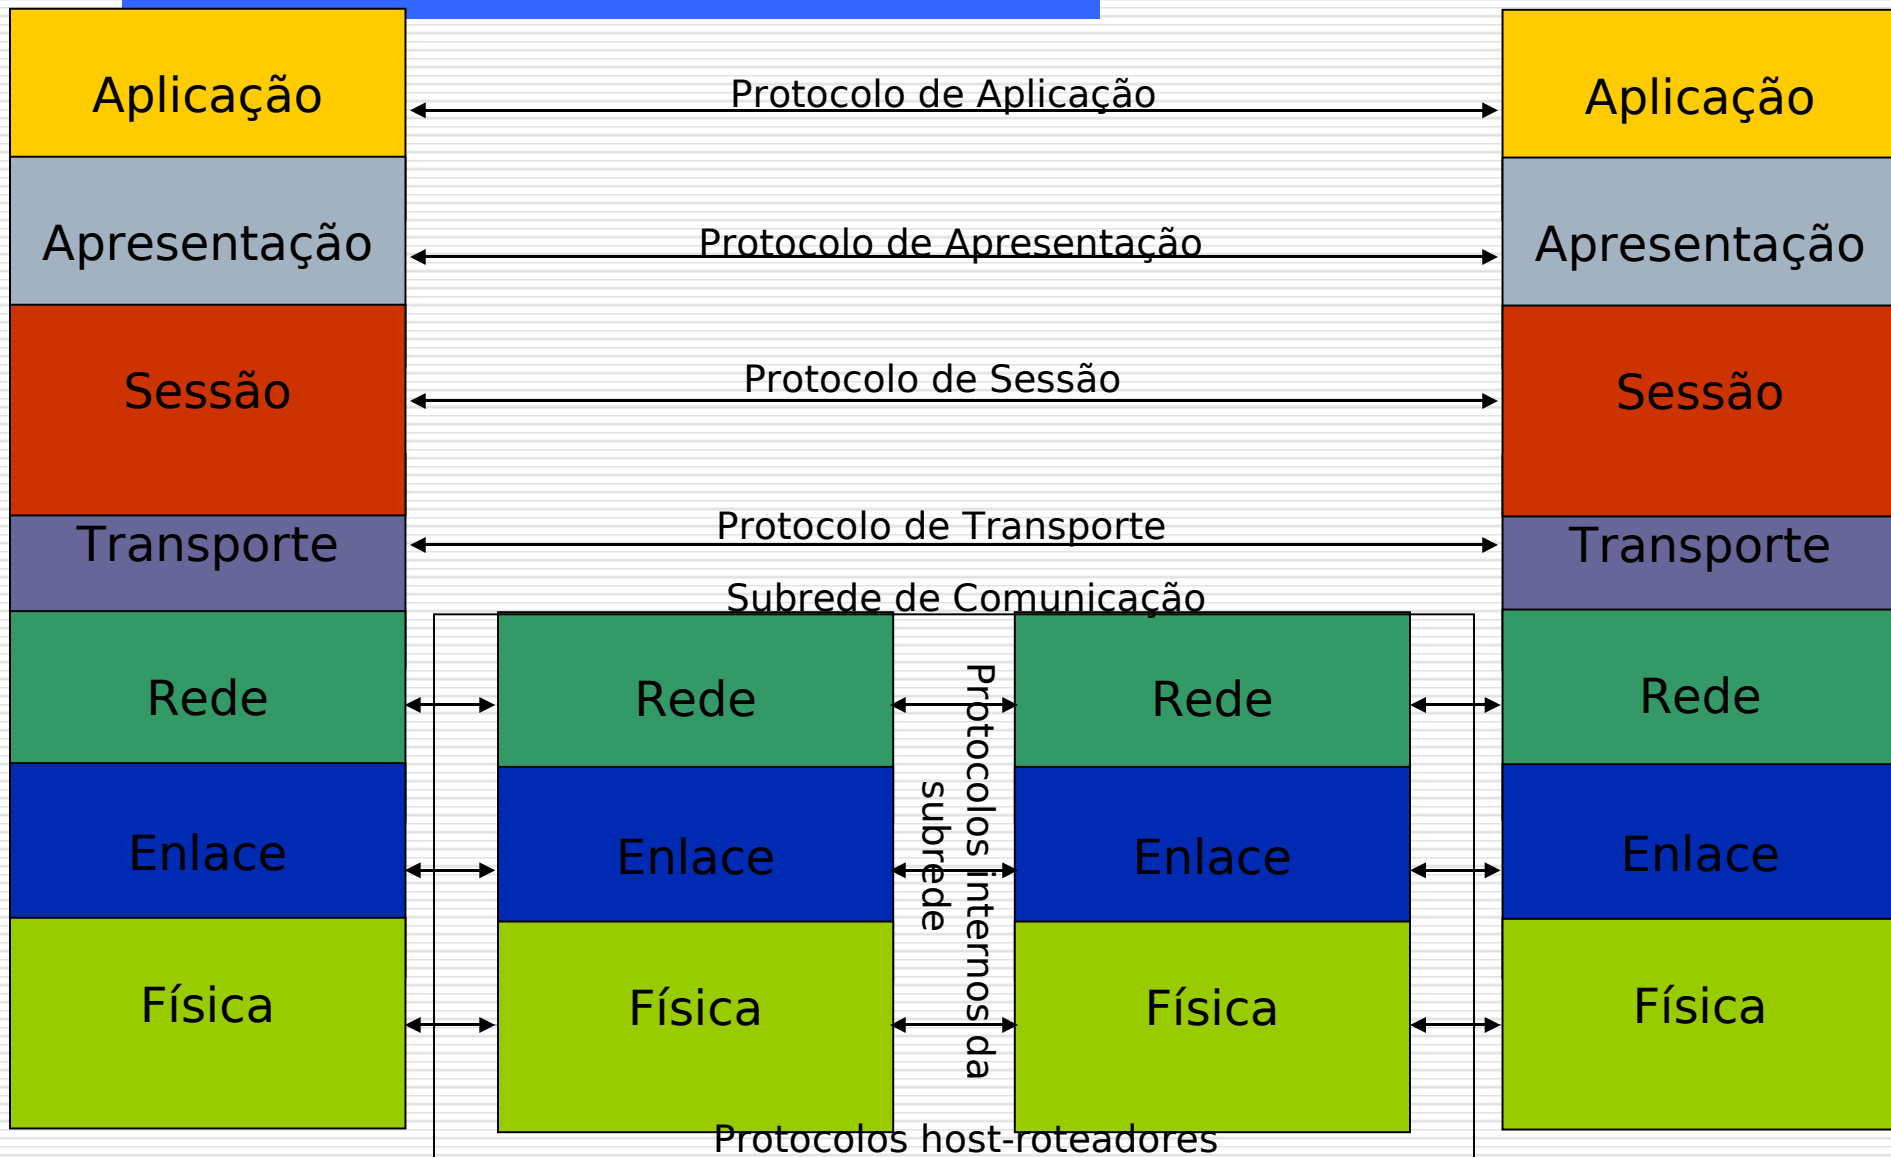 Aplicação
Protocolo de Aplicação
Aplicação
Apresentação
Protocolo de Apresentação
Apresentação
Sessão
Protocolo de Sessão
Sessão
Transporte
Protocolo de Transporte
Transporte
Subrede de Comunicação
Rede
Rede
Rede
Rede
Protocolos internos da
subrede
Enlace
Enlace
Enlace
Enlace
Física
Física
Física
Física
Protocolos host-roteadores